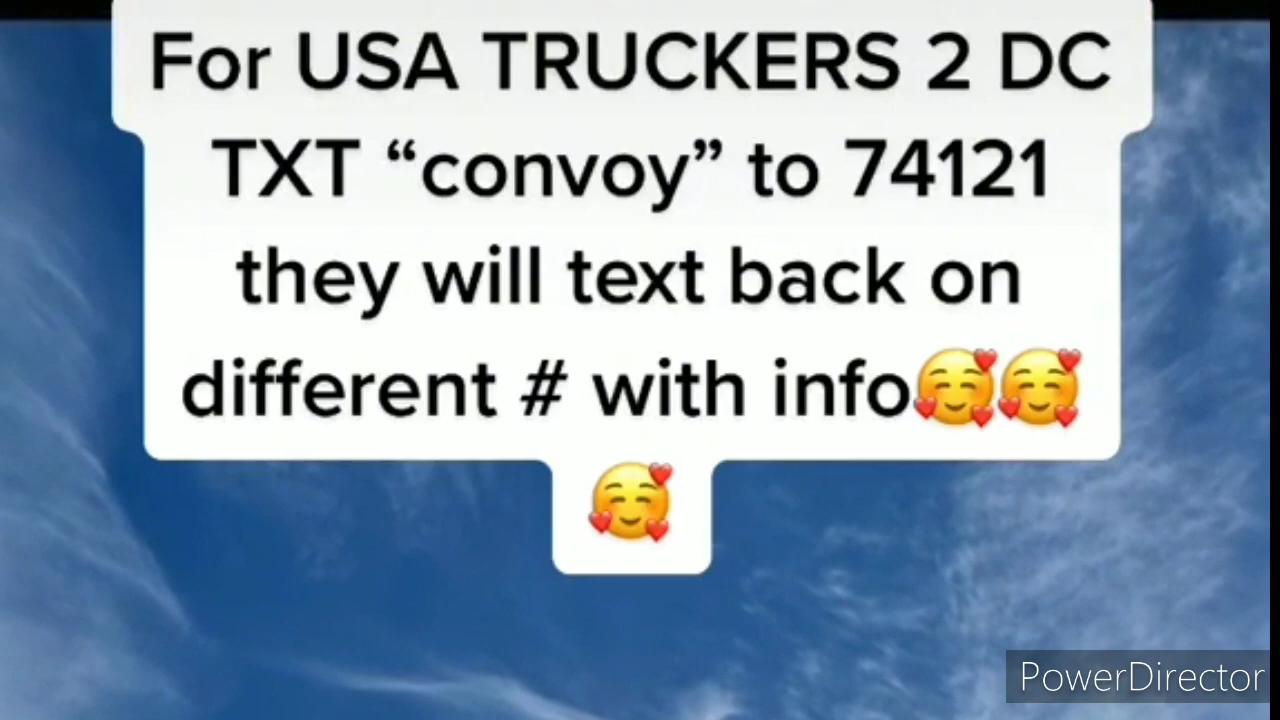 For USA TRUCKERS 2 DC
TXT “convoy” to 74121
they will text back on
different # with info🥰🥰
🥰
PowerDirector